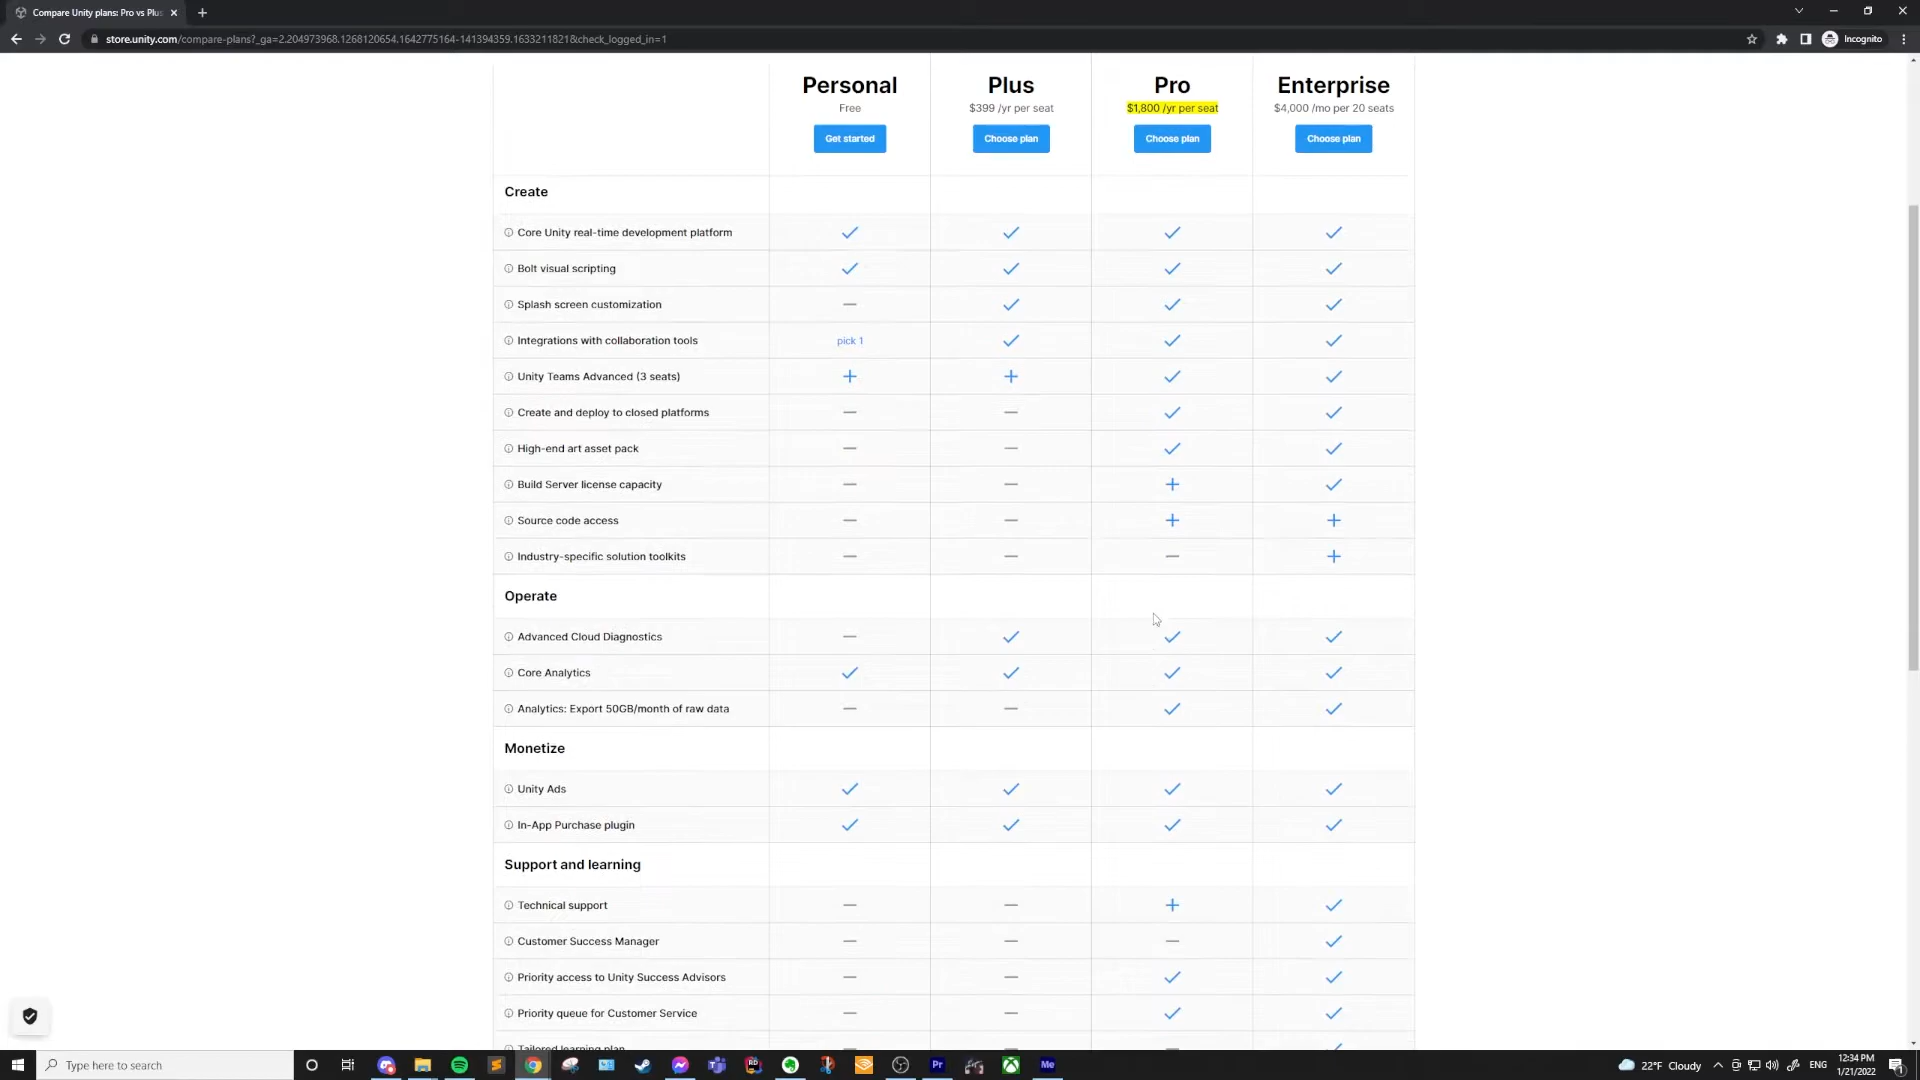 Compare Unity plans: Pro vs Plus
store.unity.com/compare-plans?_ga=2.204973968.1268120654.1642775164-141394359.1633211821&check_logged_in=1
Incognito
Personal Plus Pro Enterprise
Free $399 /yr per seat $1,800 /yr per seat $4,000 /mo per 20 seats
Get started Choose plan Choose plan Choose plan
Create
Core Unity real-time development platform
Bolt visual scripting
Splash screen customization
Integrations with collaboration tools pick 1
Unity Teams Advanced (3 seats)
Create and deploy to closed platforms
High-end art asset pack
Build Server license capacity
Source code access
Industry-specific solution toolkits
Operate
Advanced Cloud Diagnostics
Core Analytics
Analytics: Export 50GB/month of raw data
Monetize
Unity Ads
In-App Purchase plugin
Support and learning
Technical support
Customer Success Manager
Priority access to Unity Success Advisors
Priority queue for Customer Service
Tailored learning plan
Type here to search
Pr
Me
22°F Cloudy
ENG
12:34 PM
1/21/2022